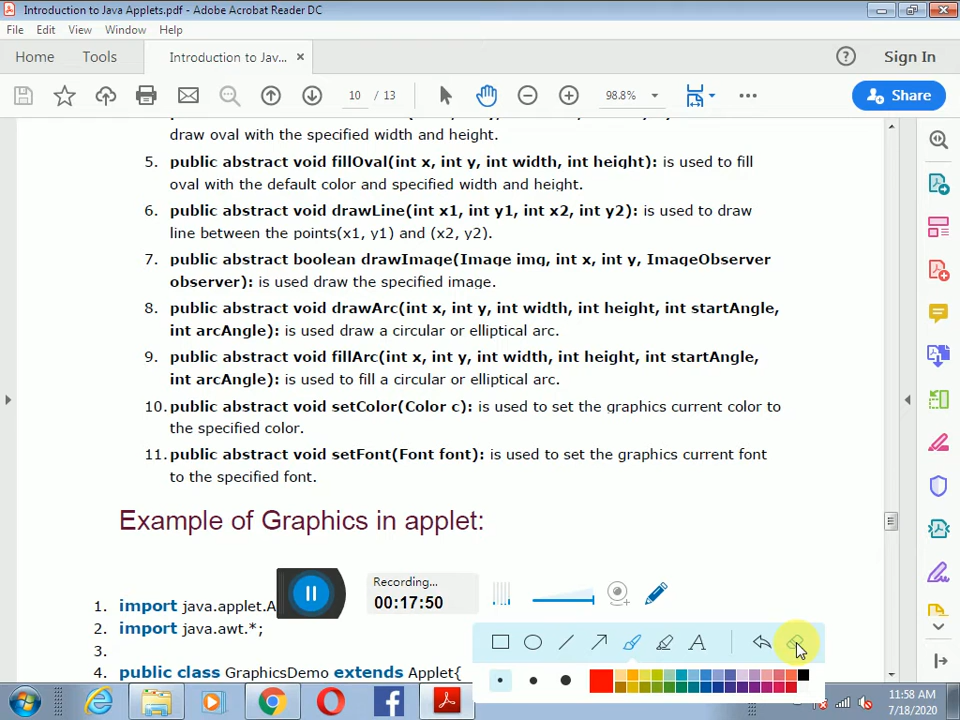 Introduction to Java Applets.pdf - Adobe Acrobat Reader DC
File Edit View Window Help
Home Tools Introduction to Jav... × Sign In
10 / 13 98.8% Share
draw oval with the specified width and height.
5. public abstract void fillOval(int x, int y, int width, int height): is used to fill
oval with the default color and specified width and height.
6. public abstract void drawLine(int x1, int y1, int x2, int y2): is used to draw
line between the points(x1, y1) and (x2, y2).
7. public abstract boolean drawImage(Image img, int x, int y, ImageObserver
observer): is used draw the specified image.
8. public abstract void drawArc(int x, int y, int width, int height, int startAngle,
int arcAngle): is used draw a circular or elliptical arc.
9. public abstract void fillArc(int x, int y, int width, int height, int startAngle,
int arcAngle): is used to fill a circular or elliptical arc.
10. public abstract void setColor(Color c): is used to set the graphics current color to
the specified color.
11. public abstract void setFont(Font font): is used to set the graphics current font
to the specified font.
Example of Graphics in applet:
Recording...
00:17:50
1. import java.applet.A
2. import java.awt.*;
3.
4. public class GraphicsDemo extends Applet{
A
11:58 AM
7/18/2020